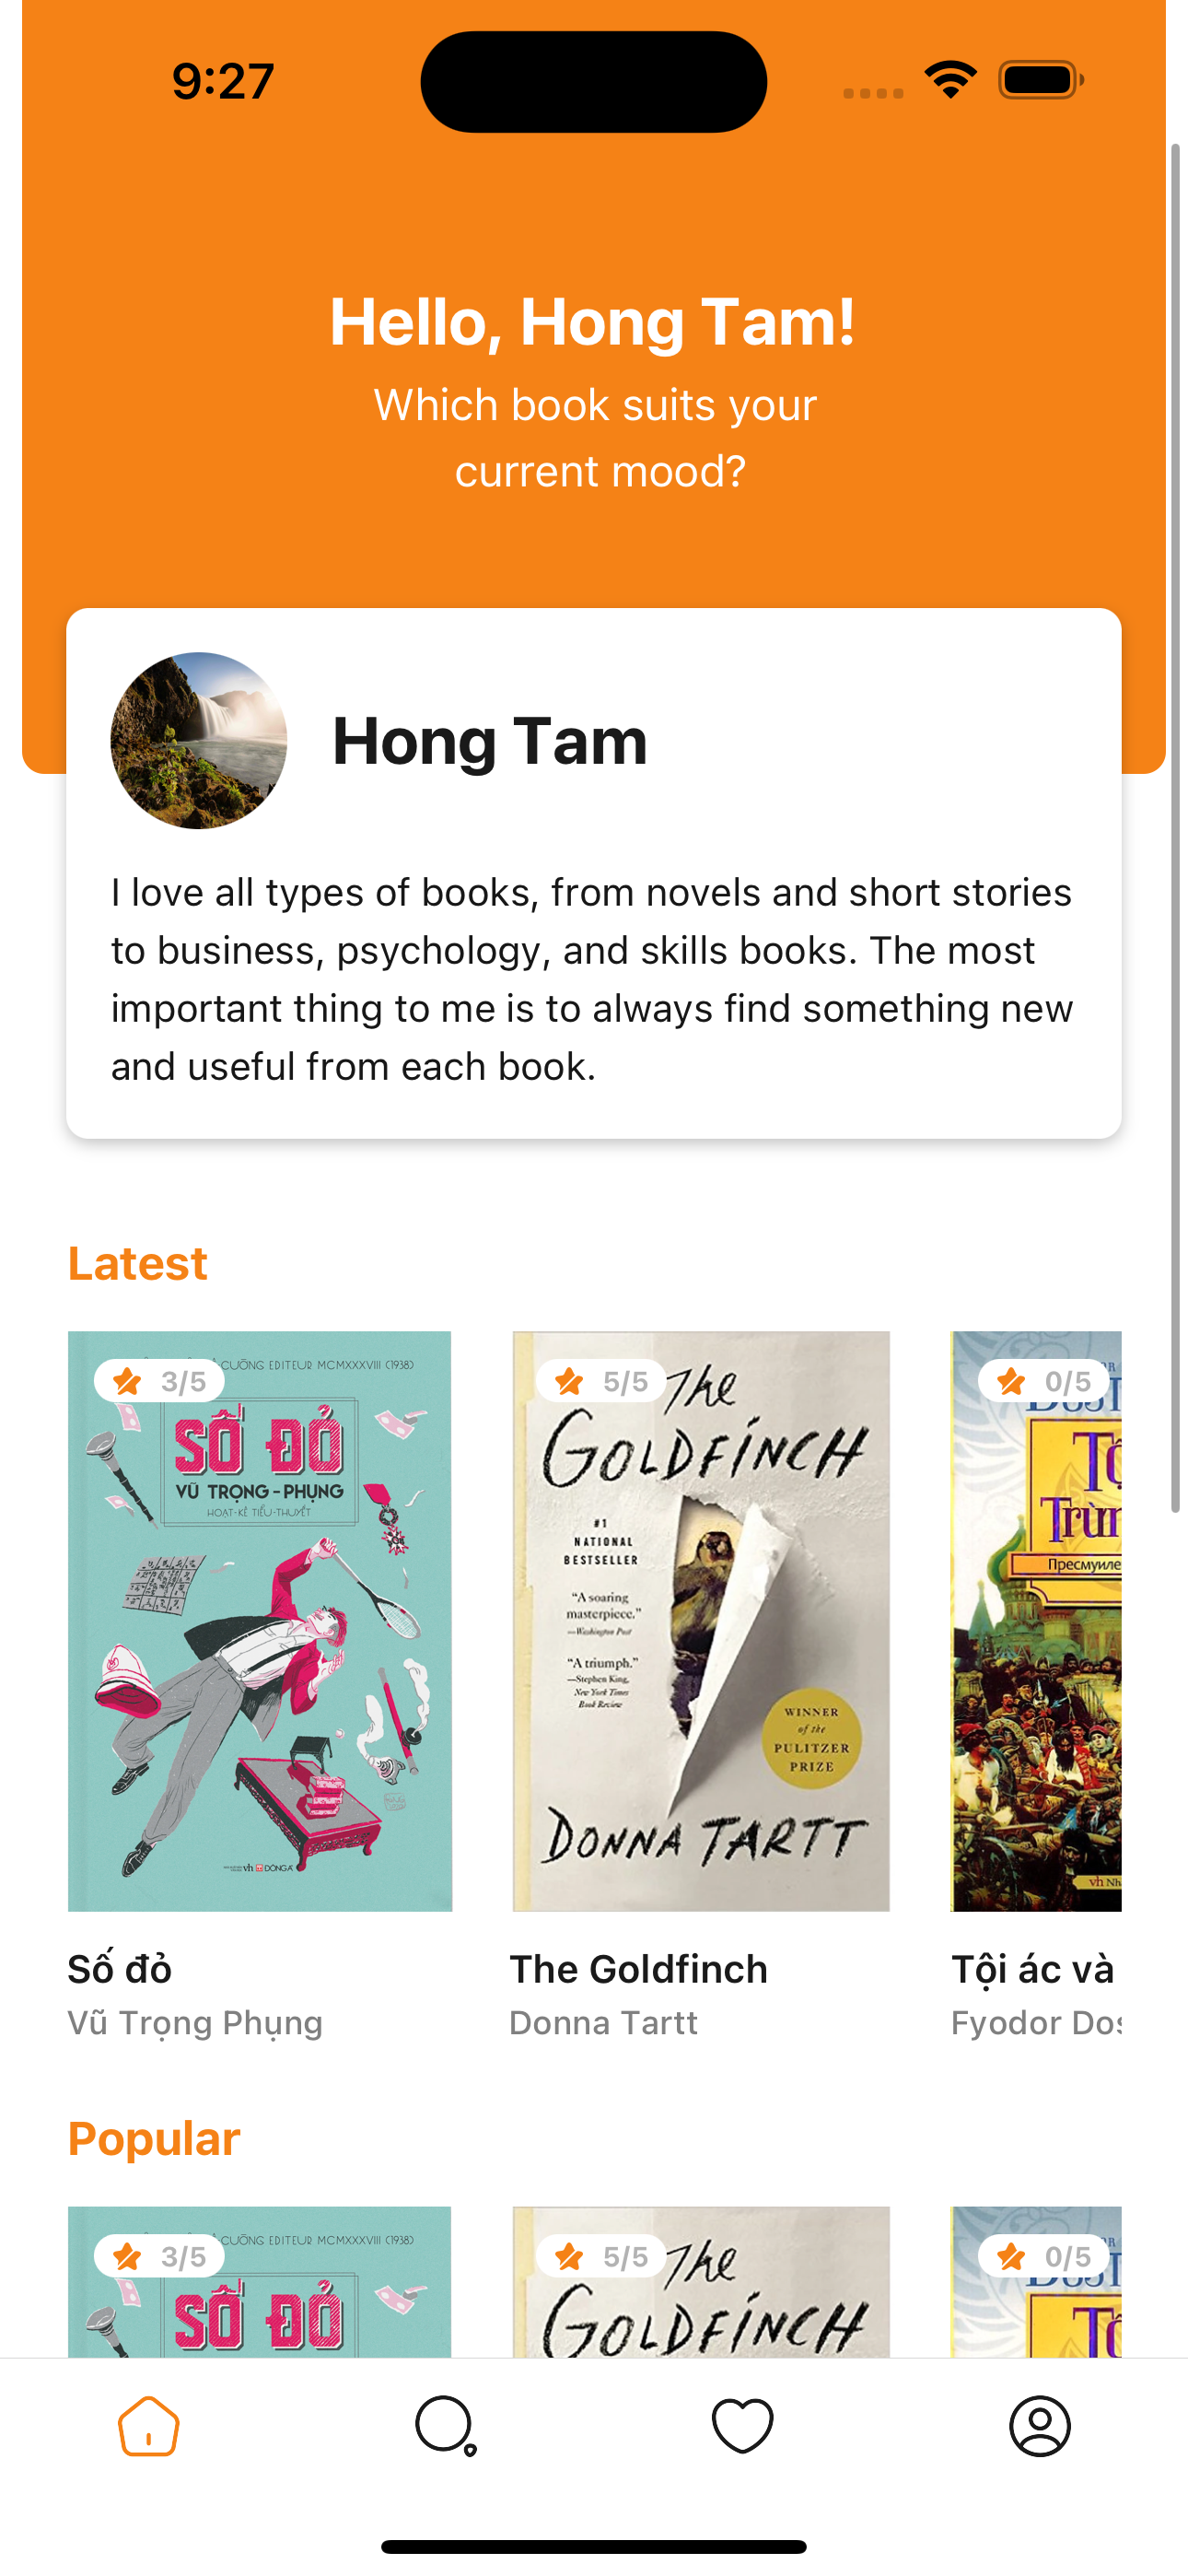 9:27
Hello, Hong Tam!
Which book suits your
current mood?
Hong Tam
I love all types of books, from novels and short stories
to business, psychology, and skills books. The most
important thing to me is to always find something new
and useful from each book.
Latest
3/5
CƯỜNG EDITEUR MCMXXXVIII (1938)
SỐ ĐỎ
VŨ TRỌNG-PHỤNG
HOẠT-KÊ TIỂU-THUYẾT
vh ĐÔNG A
5/5
The
GOLDFINCH
#1
NATIONAL
BESTSELLER
“A soaring
masterpiece.”
—Washington Post
“A triumph.”
—Stephen King,
New York Times
Book Review
WINNER
of the
PULITZER
PRIZE
DONNA TARTT
0/5
vh
Số đỏ
Vũ Trọng Phụng
The Goldfinch
Donna Tartt
Tội ác và
Fyodor Dos
Popular
3/5
CƯỜNG EDITEUR MCMXXXVIII (1938)
SỐ ĐỎ
5/5
The
GOLDFINCH
0/5